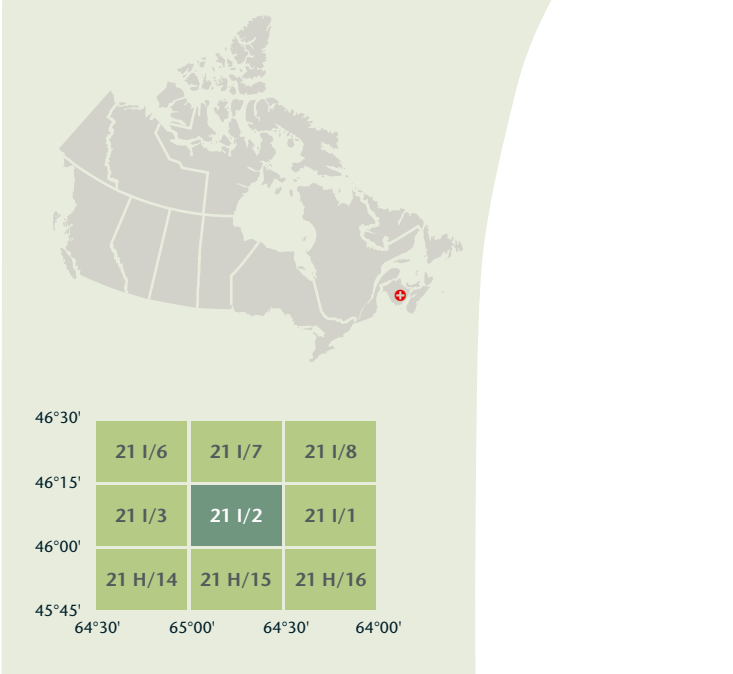 46°30'
21 I/6 21 I/7 21 I/8
46°15'
21 I/3 21 I/2 21 I/1
46°00'
21 H/14 21 H/15 21 H/16
45°45'
64°30' 65°00' 64°30' 64°00'